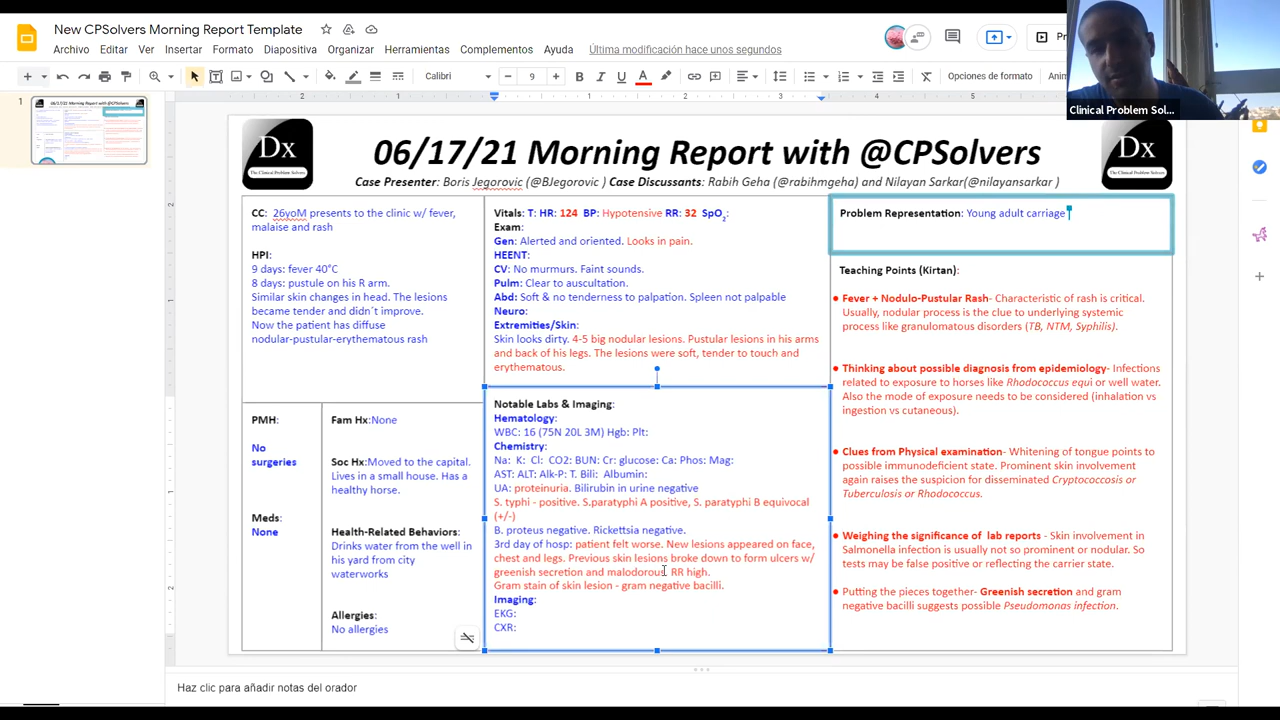 New CPSolvers Morning Report Template
Archivo Editar Ver Insertar Formato Diapositiva Organizar Herramientas Complementos Ayuda Última modificación hace unos segundos
Calibri 9 B I U A Opciones de formato Anim
2 1 1 2 3 4 5
Clinical Problem Sol...
1
Dx
The Clinical Problem Solvers
06/17/21 Morning Report with @CPSolvers
Case Presenter: Boris Jegorovic (@BJegorovic ) Case Discussants: Rabih Geha (@rabihmgeha) and Nilayan Sarkar(@nilayansarkar )
Dx
The Clinical Problem Solvers
CC: 26yoM presents to the clinic w/ fever,
malaise and rash
HPI:
9 days: fever 40°C
8 days: pustule on his R arm.
Similar skin changes in head. The lesions
became tender and didn´t improve.
Now the patient has diffuse
nodular-pustular-erythematous rash
PMH:
No
surgeries
Meds:
None
Fam Hx:None
Soc Hx:Moved to the capital.
Lives in a small house. Has a
healthy horse.
Health-Related Behaviors:
Drinks water from the well in
his yard from city
waterworks
Allergies:
No allergies
Vitals: T: HR: 124 BP: Hypotensive RR: 32 SpO2:
Exam:
Gen: Alerted and oriented. Looks in pain.
HEENT:
CV: No murmurs. Faint sounds.
Pulm: Clear to auscultation.
Abd: Soft & no tenderness to palpation. Spleen not palpable
Neuro:
Extremities/Skin:
Skin looks dirty. 4-5 big nodular lesions. Pustular lesions in his arms
and back of his legs. The lesions were soft, tender to touch and
erythematous.
Notable Labs & Imaging:
Hematology:
WBC: 16 (75N 20L 3M) Hgb: Plt:
Chemistry:
Na: K: Cl: CO2: BUN: Cr: glucose: Ca: Phos: Mag:
AST: ALT: Alk-P: T. Bili: Albumin:
UA: proteinuria. Bilirubin in urine negative
S. typhi - positive. S.paratyphi A positive, S. paratyphi B equivocal
(+/-)
B. proteus negative. Rickettsia negative.
3rd day of hosp: patient felt worse. New lesions appeared on face,
chest and legs. Previous skin lesions broke down to form ulcers w/
greenish secretion and malodorous. RR high.
Gram stain of skin lesion - gram negative bacilli.
Imaging:
EKG:
CXR:
Problem Representation: Young adult carriage
Teaching Points (Kirtan):
● Fever + Nodulo-Pustular Rash- Characteristic of rash is critical.
Usually, nodular process is the clue to underlying systemic
process like granulomatous disorders (TB, NTM, Syphilis).
● Thinking about possible diagnosis from epidemiology- Infections
related to exposure to horses like Rhodococcus equi or well water.
Also the mode of exposure needs to be considered (inhalation vs
ingestion vs cutaneous).
● Clues from Physical examination- Whitening of tongue points to
possible immunodeficient state. Prominent skin involvement
again raises the suspicion for disseminated Cryptococcosis or
Tuberculosis or Rhodococcus.
● Weighing the significance of lab reports - Skin involvement in
Salmonella infection is usually not so prominent or nodular. So
tests may be false positive or reflecting the carrier state.
● Putting the pieces together- Greenish secretion and gram
negative bacilli suggests possible Pseudomonas infection.
Haz clic para añadir notas del orador